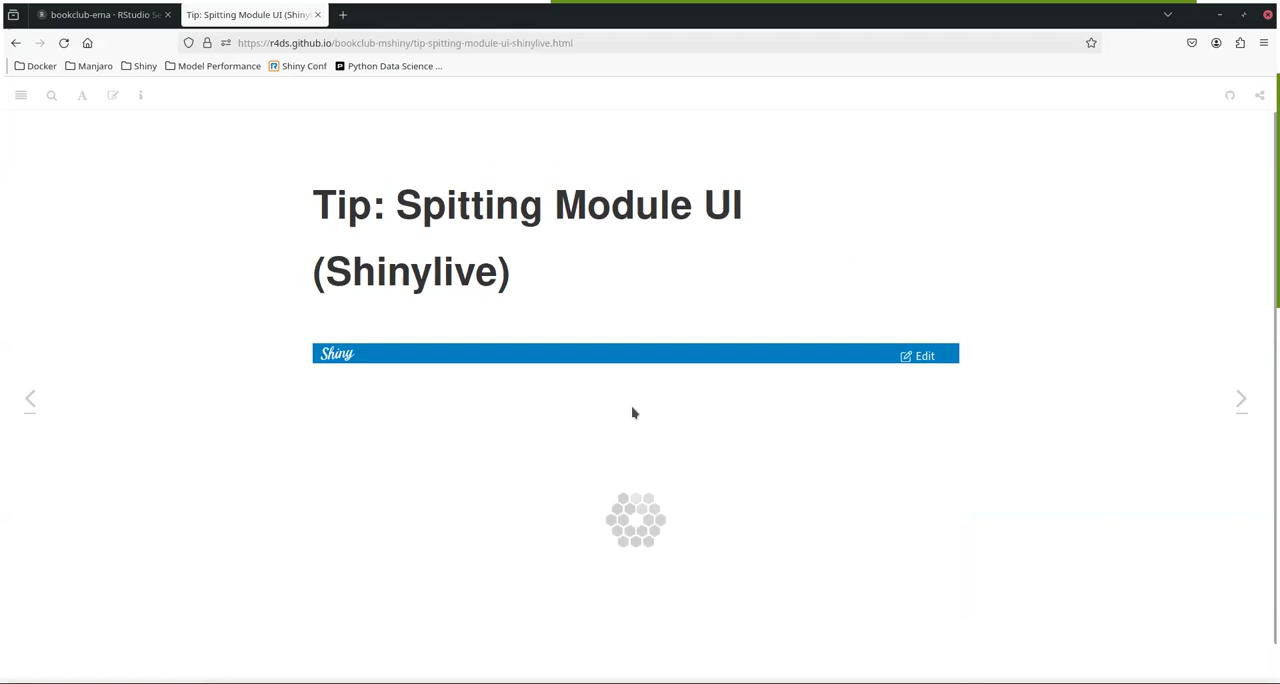 bookclub-ema · RStudio Se
Tip: Spitting Module UI (Shiny
https://r4ds.github.io/bookclub-mshiny/tip-spitting-module-ui-shinylive.html
Docker Manjaro Shiny Model Performance Shiny Conf Python Data Science ...
Tip: Spitting Module UI
(Shinylive)
Shiny Edit